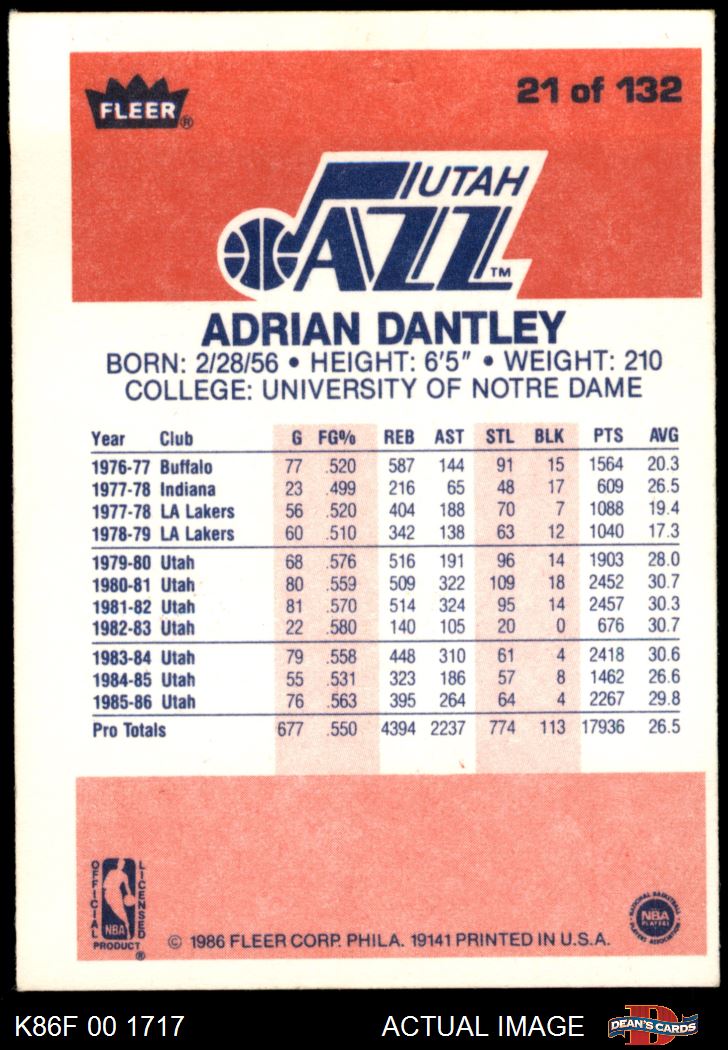 FLEER®
21 of 132
UTAH
JAZZ™
ADRIAN DANTLEY
BORN: 2/28/56 • HEIGHT: 6'5" • WEIGHT: 210
COLLEGE: UNIVERSITY OF NOTRE DAME
Year Club G FG% REB AST STL BLK PTS AVG
1976-77 Buffalo 77 .520 587 144 91 15 1564 20.3
1977-78 Indiana 23 .499 216 65 48 17 609 26.5
1977-78 LA Lakers 56 .520 404 188 70 7 1088 19.4
1978-79 LA Lakers 60 .510 342 138 63 12 1040 17.3
1979-80 Utah 68 .576 516 191 96 14 1903 28.0
1980-81 Utah 80 .559 509 322 109 18 2452 30.7
1981-82 Utah 81 .570 514 324 95 14 2457 30.3
1982-83 Utah 22 .580 140 105 20 0 676 30.7
1983-84 Utah 79 .558 448 310 61 4 2418 30.6
1984-85 Utah 55 .531 323 186 57 8 1462 26.6
1985-86 Utah 76 .563 395 264 64 4 2267 29.8
Pro Totals 677 .550 4394 2237 774 113 17936 26.5
OFFICIAL LICENSED
NBA
PRODUCT ®
© 1986 FLEER CORP. PHILA. 19141 PRINTED IN U.S.A.
NATIONAL BASKETBALL
NBA
PLAYERS
PLAYERS ASSOCIATION
K86F 00 1717 ACTUAL IMAGE
D
DEAN'S CARDS